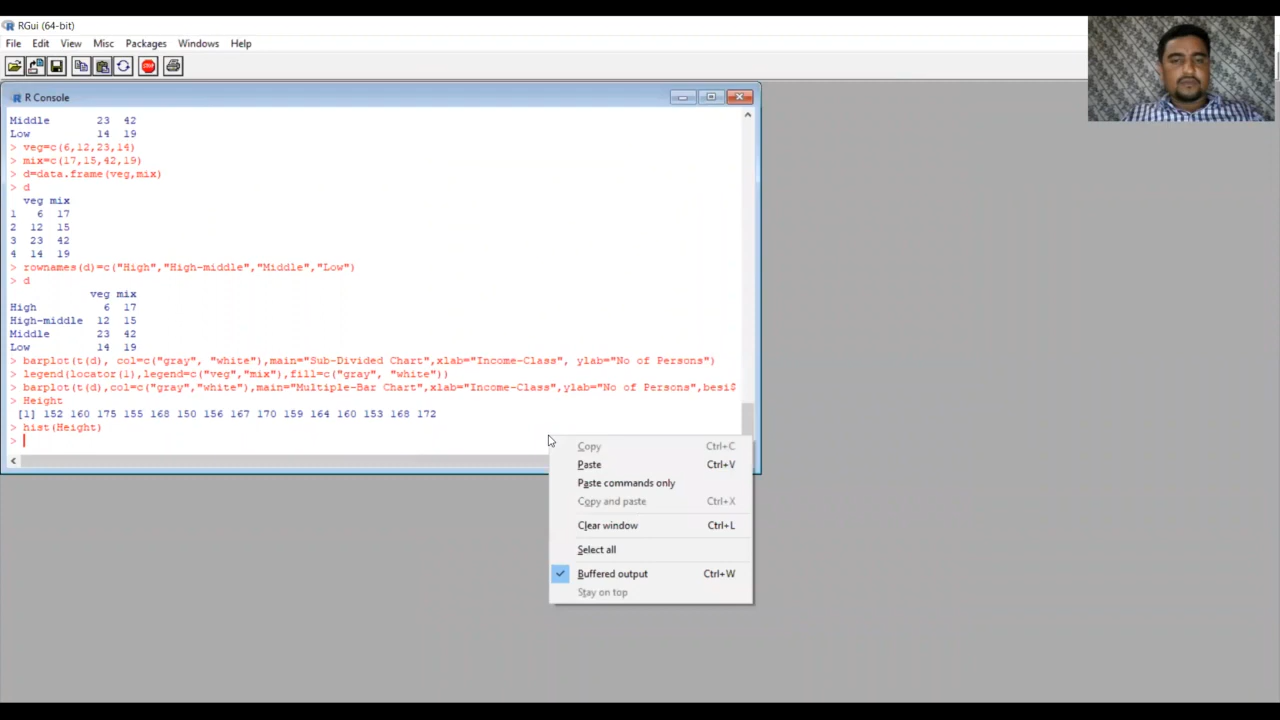 RGui (64-bit)
File Edit View Misc Packages Windows Help
STOP
R Console
Middle 23 42
Low 14 19
> veg=c(6,12,23,14)
> mix=c(17,15,42,19)
> d=data.frame(veg,mix)
> d
veg mix
1 6 17
2 12 15
3 23 42
4 14 19
> rownames(d)=c("High","High-middle","Middle","Low")
> d
veg mix
High 6 17
High-middle 12 15
Middle 23 42
Low 14 19
> barplot(t(d), col=c("gray", "white"),main="Sub-Divided Chart",xlab="Income-Class", ylab="No of Persons")
> legend(locator(1),legend=c("veg","mix"),fill=c("gray", "white"))
> barplot(t(d),col=c("gray","white"),main="Multiple-Bar Chart",xlab="Income-Class",ylab="No of Persons",besi$
> Height
[1] 152 160 175 155 168 150 156 167 170 159 164 160 153 168 172
> hist(Height)
>
Copy Ctrl+C
Paste Ctrl+V
Paste commands only
Copy and paste Ctrl+X
Clear window Ctrl+L
Select all
Buffered output Ctrl+W
Stay on top